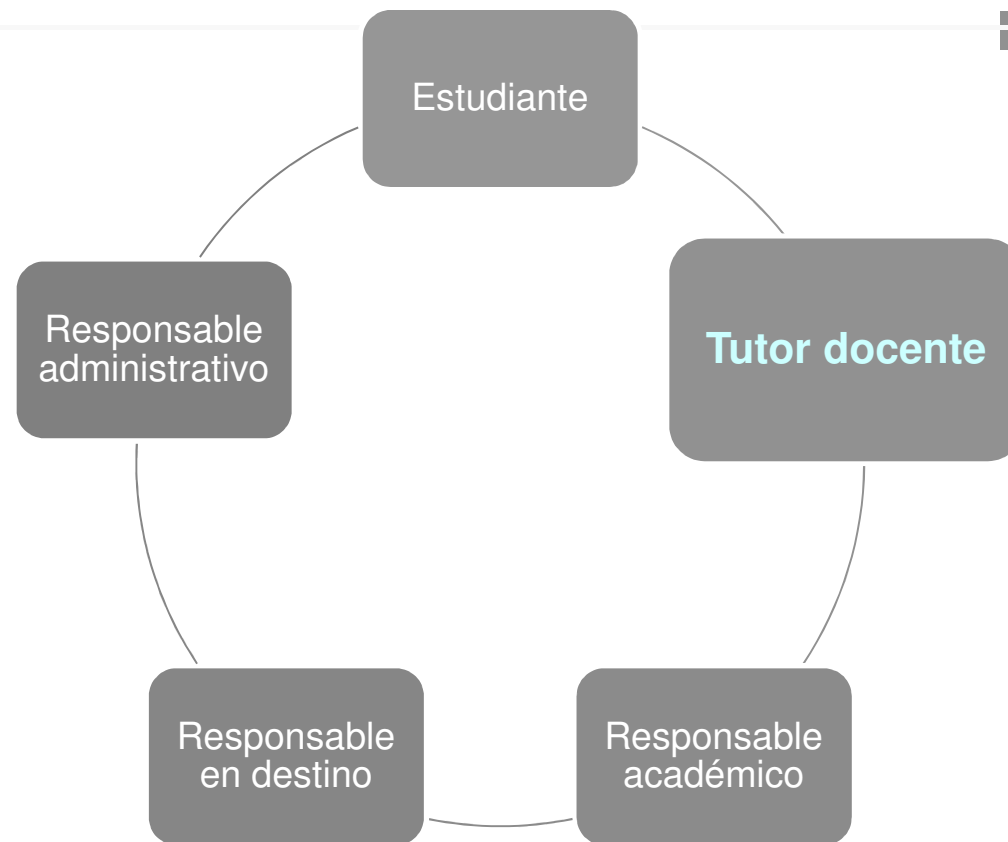 Estudiante
Tutor docente
Responsable
académico
Responsable
en destino
Responsable
administrativo